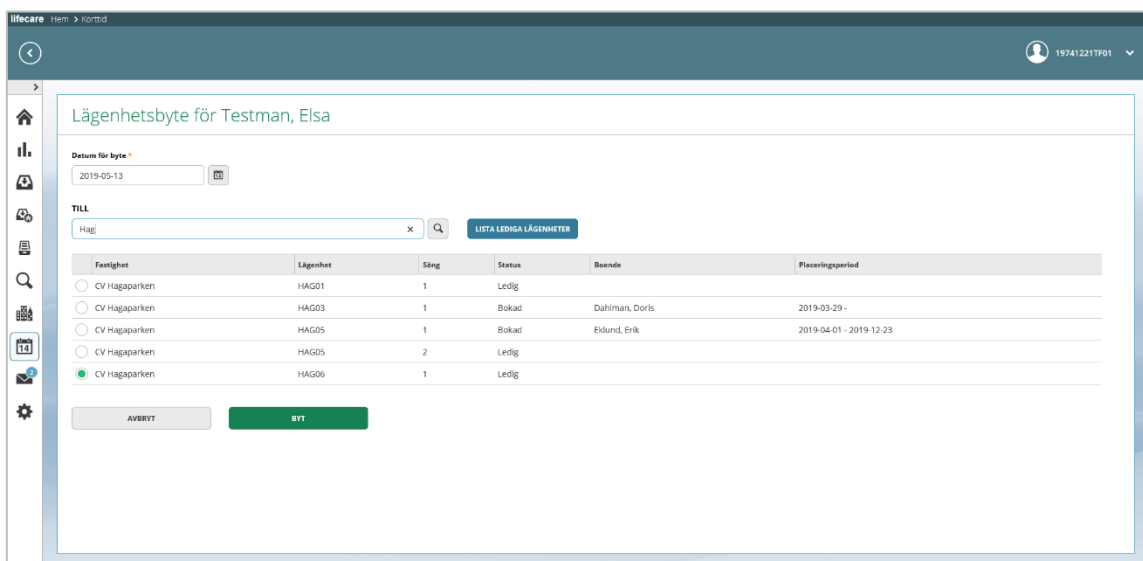 lifecare Hem > Korttid
19741221TF01
Lägenhetsbyte för Testman, Elsa
Datum för byte *
2019-05-13
TILL
Hag
LISTA LEDIGA LÄGENHETER
Fastighet Lägenhet Säng Status Boende Placeringsperiod
CV Hagaparken HAG01 1 Ledig
CV Hagaparken HAG03 1 Bokad Dahlman, Doris 2019-03-29 -
CV Hagaparken HAG05 1 Bokad Eklund, Erik 2019-04-01 - 2019-12-23
CV Hagaparken HAG05 2 Ledig
14
CV Hagaparken HAG06 1 Ledig
2
AVBRYT BYT